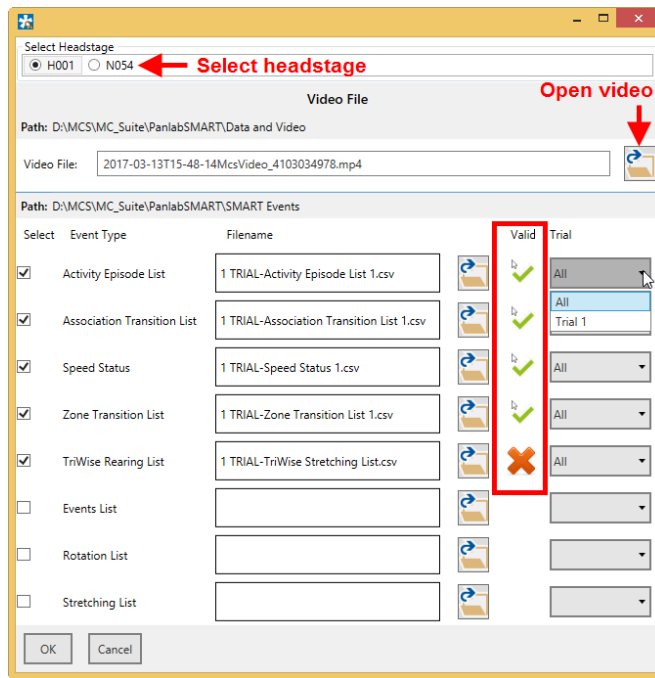 Select Headstage
H001 N054 Select headstage
Video File
Open video
Path: D:\MCS\MC_Suite\PanlabSMART\Data and Video
Video File: 2017-03-13T15-48-14McsVideo_4103034978.mp4
Path: D:\MCS\MC_Suite\PanlabSMART\SMART Events
Select Event Type Filename Valid Trial
Activity Episode List 1 TRIAL-Activity Episode List 1.csv All
All
Association Transition List 1 TRIAL-Association Transition List 1.csv Trial 1
Speed Status 1 TRIAL-Speed Status 1.csv All
Zone Transition List 1 TRIAL-Zone Transition List 1.csv All
TriWise Rearing List 1 TRIAL-TriWise Stretching List.csv All
Events List
Rotation List
Stretching List
OK Cancel